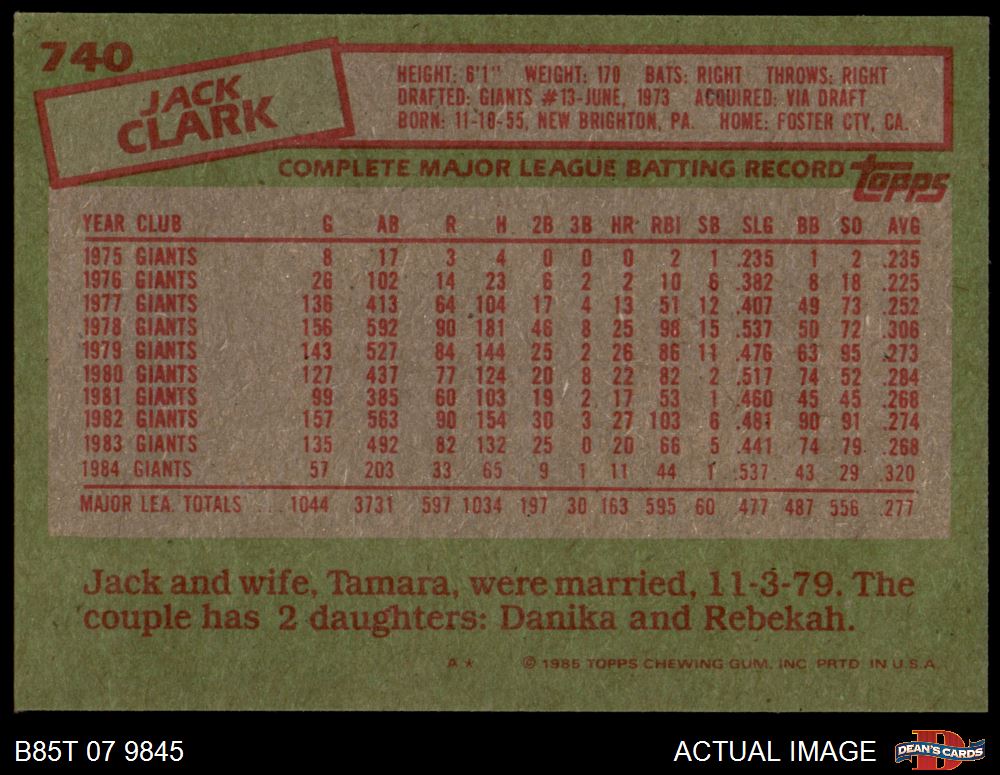 740
JACK
CLARK
HEIGHT: 6'1" WEIGHT: 170 BATS: RIGHT THROWS: RIGHT
DRAFTED: GIANTS #13-JUNE, 1973 ACQUIRED: VIA DRAFT
BORN: 11-10-55, NEW BRIGHTON, PA. HOME: FOSTER CTY, CA.
COMPLETE MAJOR LEAGUE BATTING RECORD Topps
YEAR CLUB G AB R H 2B 3B HR RBI SB SLG BB SO AVG
1975 GIANTS 8 17 3 4 0 0 0 2 1 .235 1 2 .235
1976 GIANTS 26 102 14 23 6 2 2 10 6 .382 8 18 .225
1977 GIANTS 136 413 64 104 17 4 13 51 12 .407 49 73 .252
1978 GIANTS 156 592 90 181 46 8 25 98 15 .537 50 72 .306
1979 GIANTS 143 527 84 144 25 2 26 86 11 .476 63 95 .273
1980 GIANTS 127 437 77 124 20 8 22 82 2 .517 74 52 .284
1981 GIANTS 99 385 60 103 19 2 17 53 1 .460 45 45 .268
1982 GIANTS 157 563 90 154 30 3 27 103 6 .481 90 91 .274
1983 GIANTS 135 492 82 132 25 0 20 66 5 .441 74 79 .268
1984 GIANTS 57 203 33 65 9 1 11 44 1 .537 43 29 .320
MAJOR LEA. TOTALS ... 1044 3731 597 1034 197 30 163 595 60 .477 487 556 .277
Jack and wife, Tamara, were married, 11-3-79. The
couple has 2 daughters: Danika and Rebekah.
A* © 1985 TOPPS CHEWING GUM, INC. PRTD. IN U.S.A.
B85T 07 9845 ACTUAL IMAGE DEAN'S CARDS